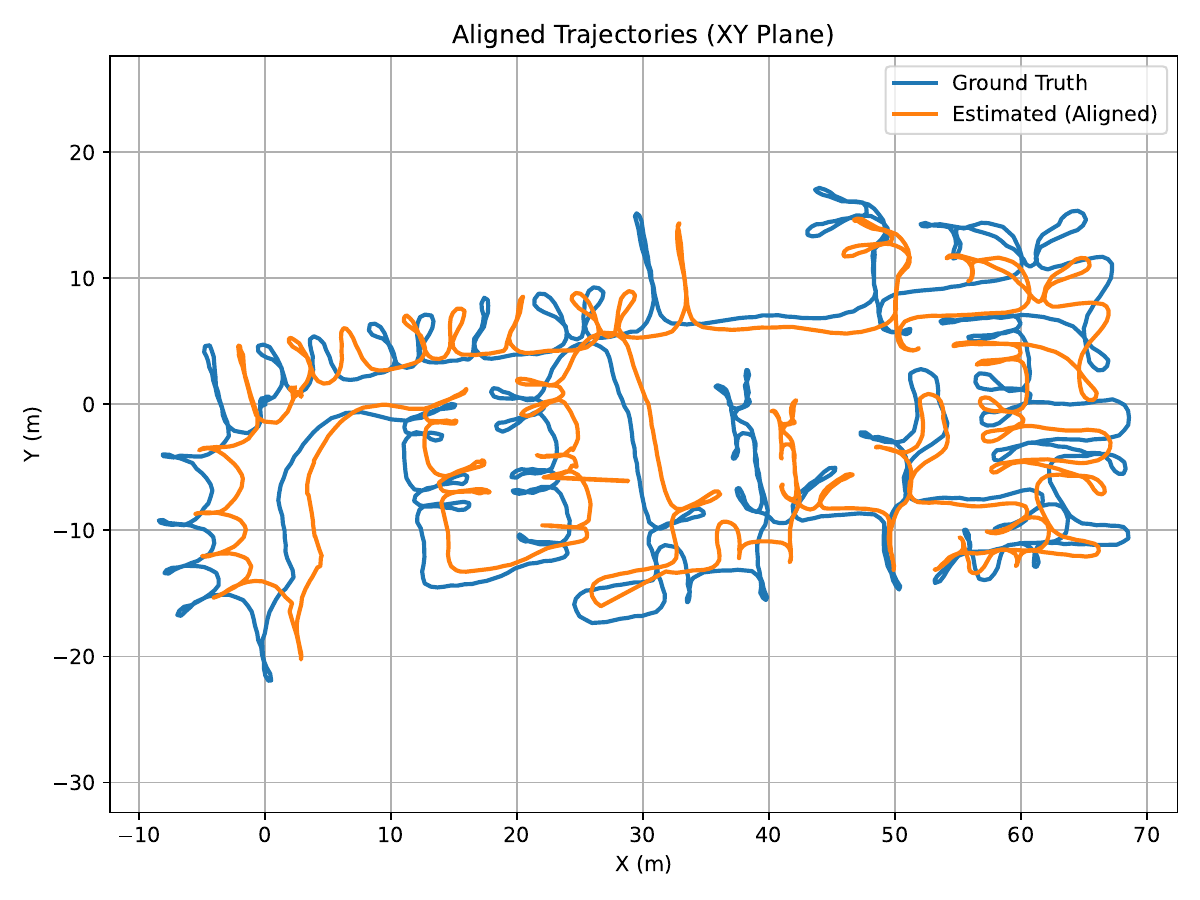 Aligned Trajectories (XY Plane)
Ground Truth
Estimated (Aligned)
20
10
0
−10
−20
−30
Y (m)
−10 0 10 20 30 40 50 60 70
X (m)